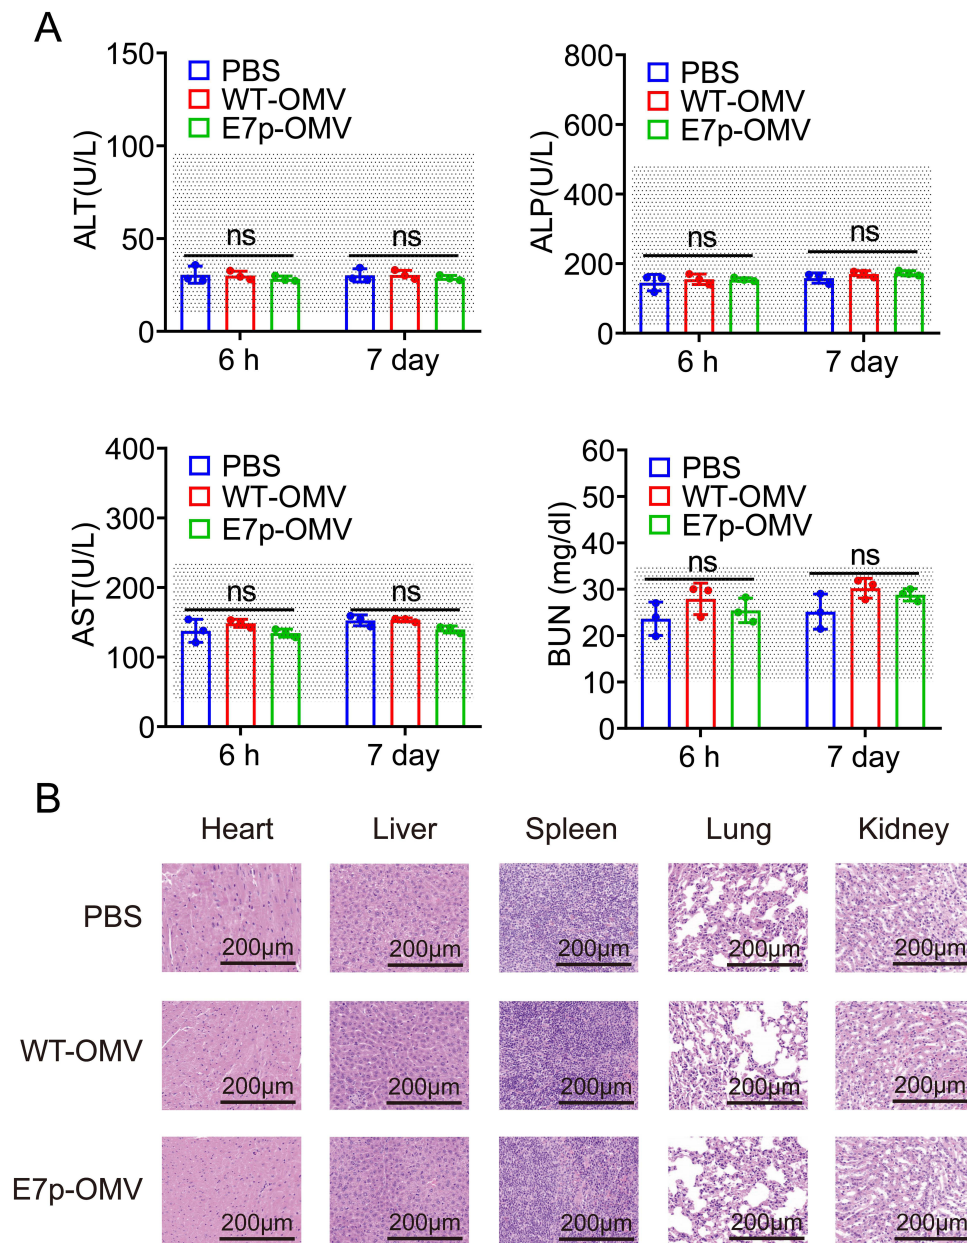 A
ALT(U/L)
150
100
50
0
PBS
WT-OMV
E7p-OMV
ns
ns
6 h
7 day
ALP(U/L)
800
600
400
200
0
PBS
WT-OMV
E7p-OMV
ns
ns
6 h
7 day
AST(U/L)
400
300
200
100
0
PBS
WT-OMV
E7p-OMV
ns
ns
6 h
7 day
BUN (mg/dl)
60
50
40
30
20
10
0
PBS
WT-OMV
E7p-OMV
ns
ns
6 h
7 day
B
Heart Liver Spleen Lung Kidney
PBS
200μm 200μm 200μm 200μm 200μm
WT-OMV
200μm 200μm 200μm 200μm 200μm
E7p-OMV
200μm 200μm 200μm 200μm 200μm